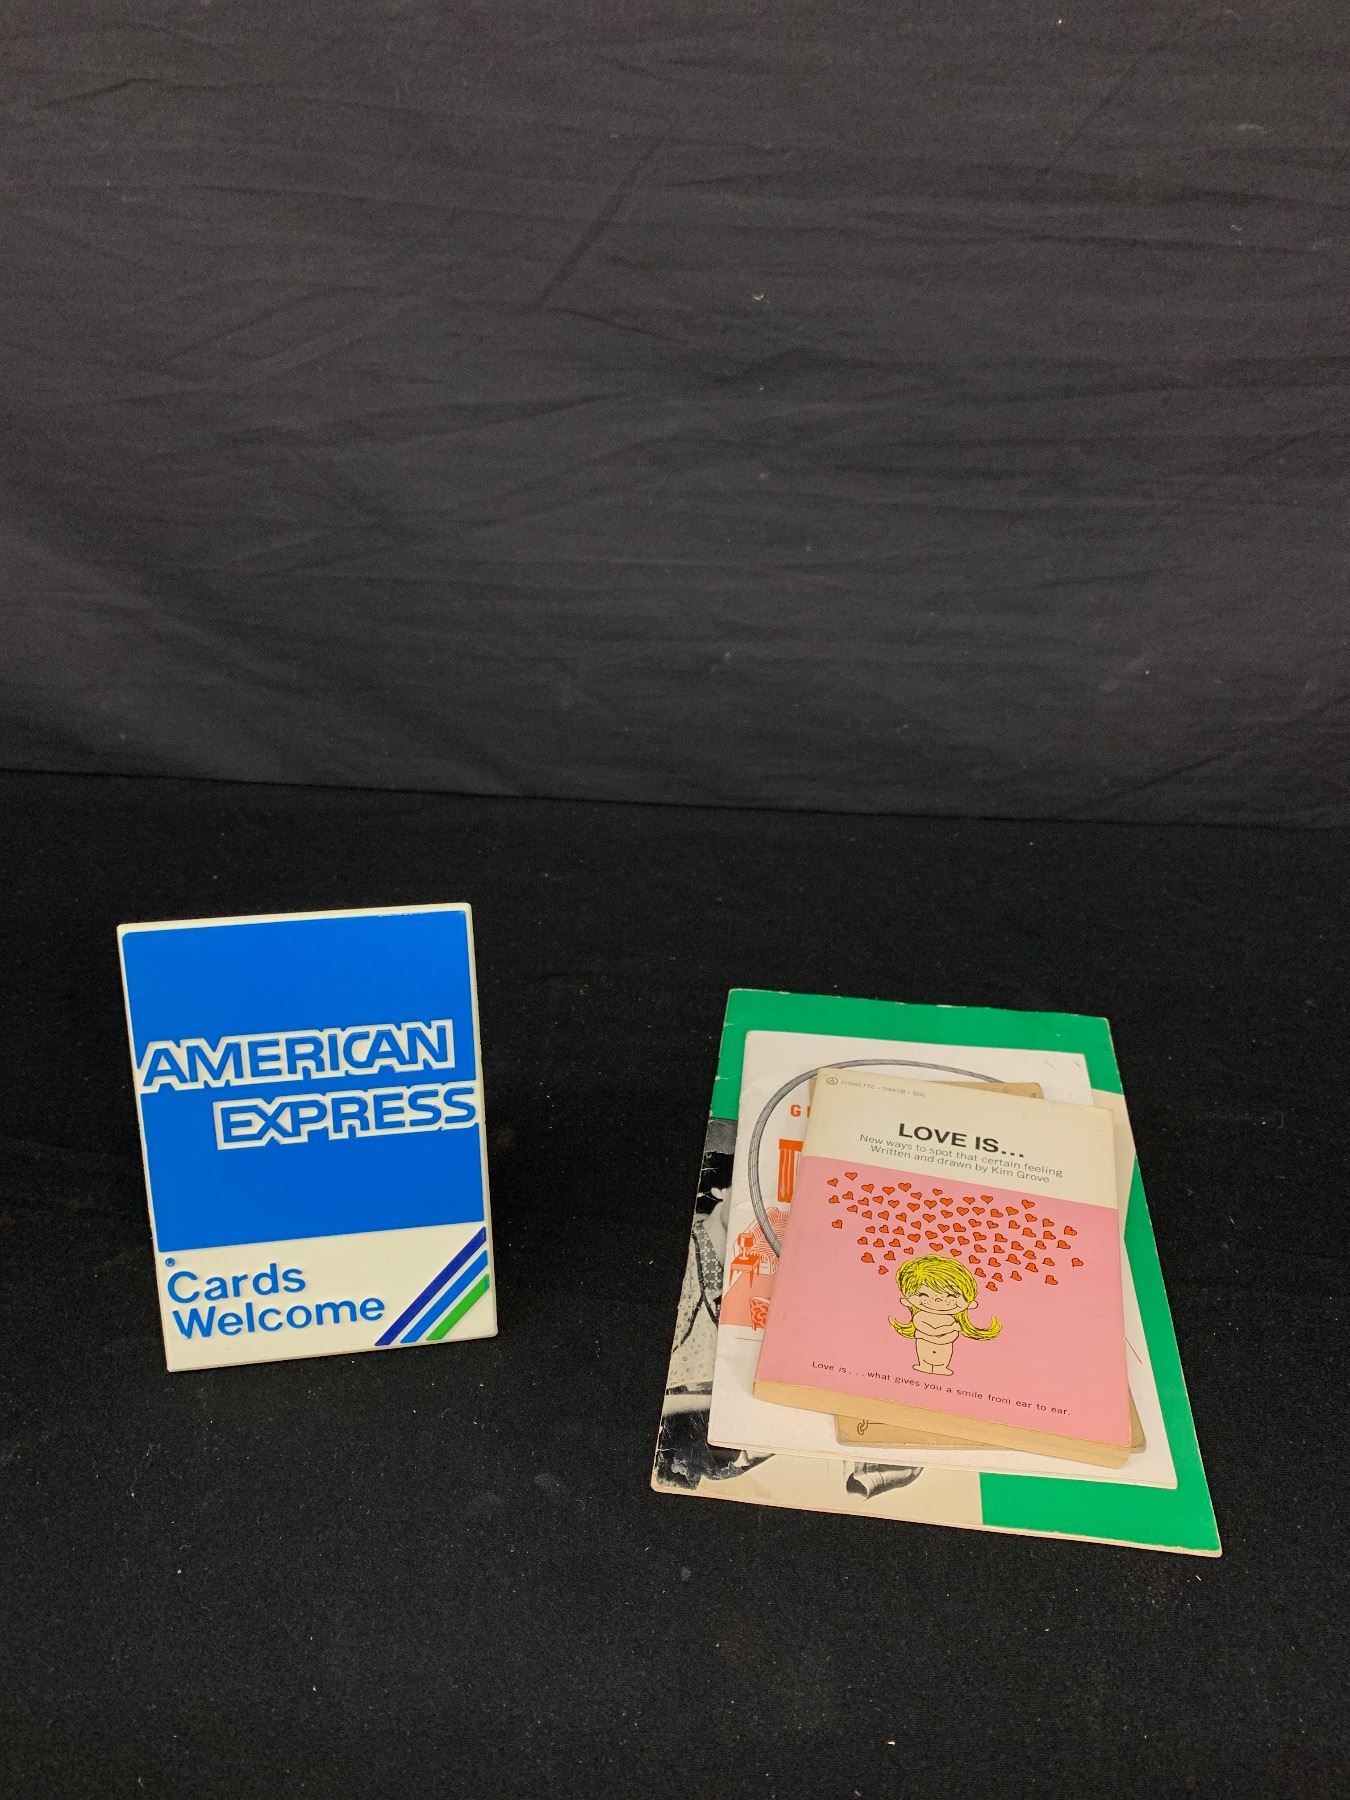 AMERICAN
EXPRESS
®
Cards
Welcome
SIGNETTE
LOVE IS...
New ways to spot that certain feeling
Written and drawn by Kim Grove
Love is...what gives you a smile from ear to ear.
G